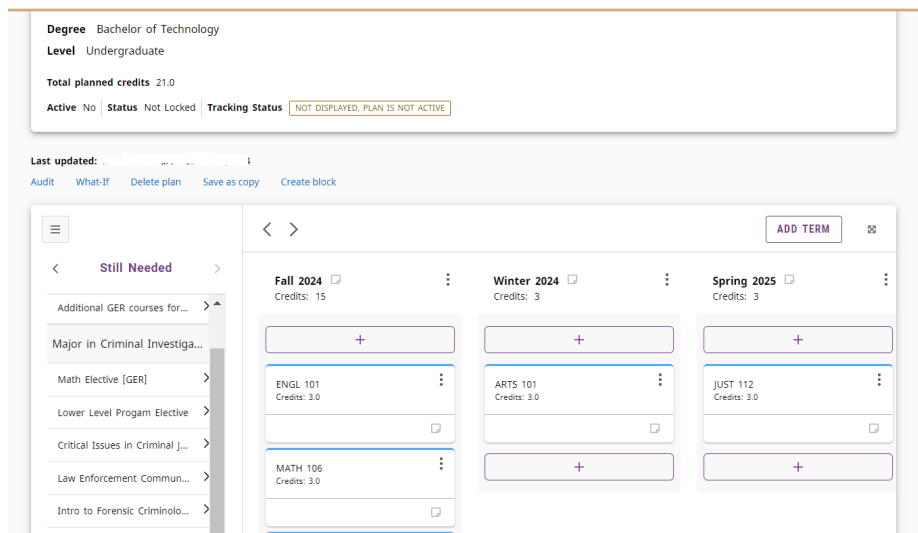 Degree Bachelor of Technology
Level Undergraduate
Total planned credits 21.0
Active No Status Not Locked Tracking Status NOT DISPLAYED, PLAN IS NOT ACTIVE
Last updated:
Audit What-If Delete plan Save as copy Create block
ADD TERM
Still Needed
Additional GER courses for...
Major in Criminal Investiga...
Math Elective [GER]
Lower Level Progam Elective
Critical Issues in Criminal J...
Law Enforcement Commun...
Intro to Forensic Criminolo...
Fall 2024
Credits: 15
+
ENGL 101
Credits: 3.0
MATH 106
Credits: 3.0
Winter 2024
Credits: 3
+
ARTS 101
Credits: 3.0
+
Spring 2025
Credits: 3
+
JUST 112
Credits: 3.0
+